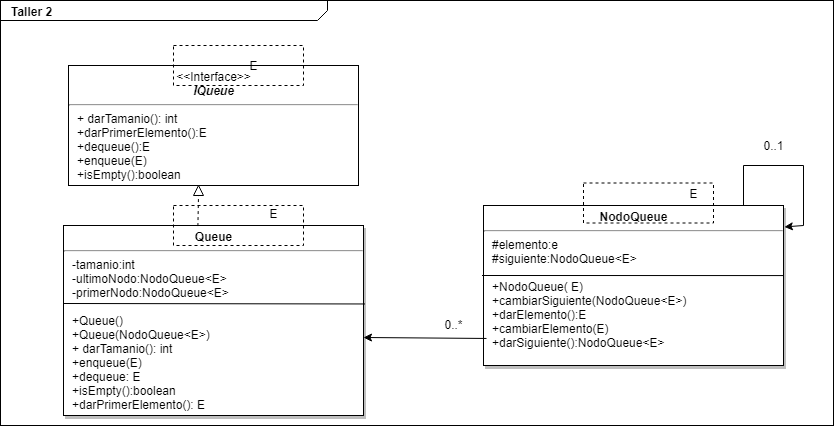 Taller 2
E
<<Interface>>
IQueue
+ darTamanio(): int
+darPrimerElemento():E
+dequeue():E
+enqueue(E)
+isEmpty():boolean
E
Queue
-tamanio:int
-ultimoNodo:NodoQueue<E>
-primerNodo:NodoQueue<E>
+Queue()
+Queue(NodoQueue<E>)
+ darTamanio(): int
+enqueue(E)
+dequeue: E
+isEmpty():boolean
+darPrimerElemento(): E
0..*
0..1
E
NodoQueue
#elemento:e
#siguiente:NodoQueue<E>
+NodoQueue( E)
+cambiarSiguiente(NodoQueue<E>)
+darElemento():E
+cambiarElemento(E)
+darSiguiente():NodoQueue<E>